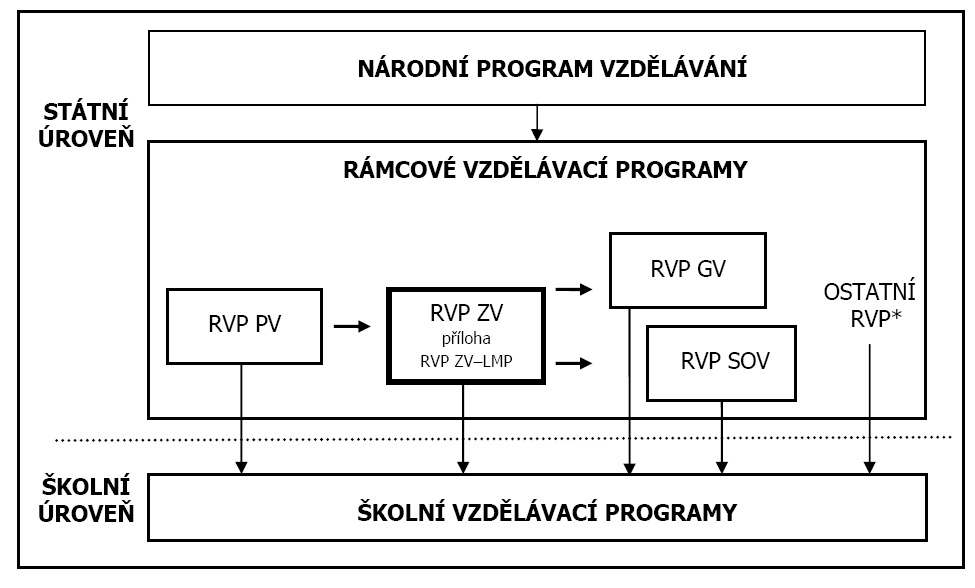 NÁRODNÍ PROGRAM VZDĚLÁVÁNÍ
STÁTNÍ
ÚROVEŇ
RÁMCOVÉ VZDĚLÁVACÍ PROGRAMY
RVP PV
RVP ZV
příloha
RVP ZV–LMP
RVP GV
RVP SOV
OSTATNÍ
RVP*
ŠKOLNÍ
ÚROVEŇ
ŠKOLNÍ VZDĚLÁVACÍ PROGRAMY